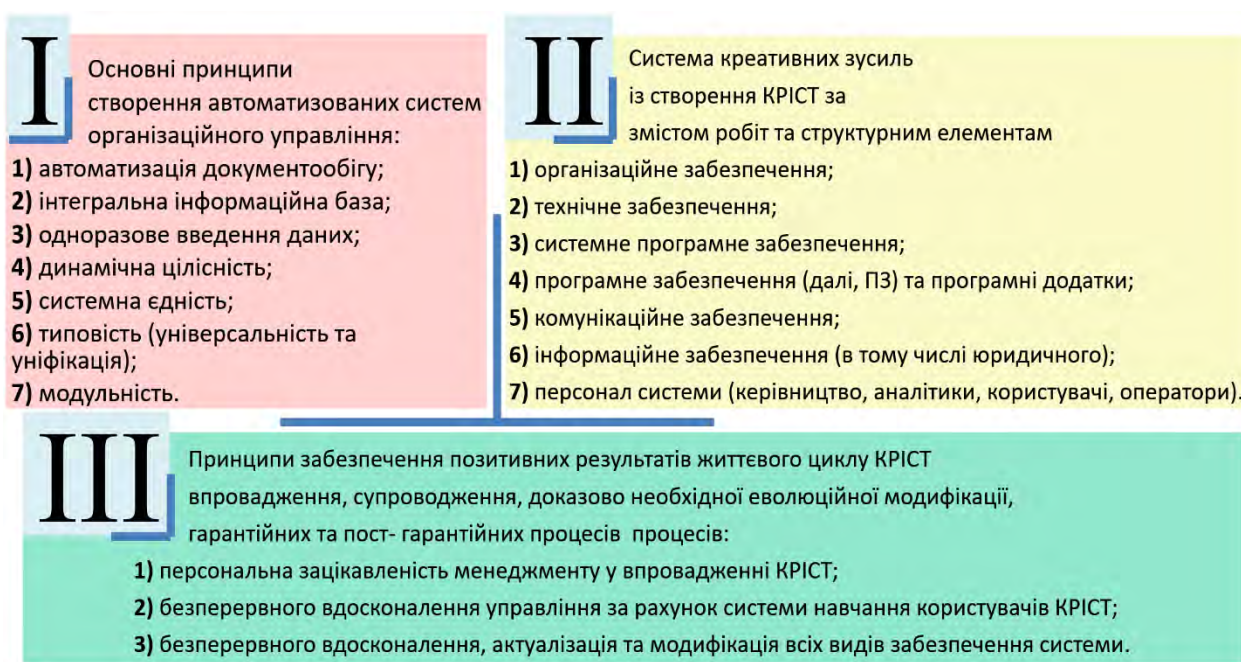 I
Основні принципи
створення автоматизованих систем
організаційного управління:
1) автоматизація документообігу;
2) інтегральна інформаційна база;
3) одноразове введення даних;
4) динамічна цілісність;
5) системна єдність;
6) типовість (універсальність та
уніфікація);
7) модульність.
II
Система креативних зусиль
із створення КРІСТ за
змістом робіт та структурним елементам
1) організаційне забезпечення;
2) технічне забезпечення;
3) системне програмне забезпечення;
4) програмне забезпечення (далі, ПЗ) та програмні додатки;
5) комунікаційне забезпечення;
6) інформаційне забезпечення (в тому числі юридичного);
7) персонал системи (керівництво, аналітики, користувачі, оператори).
III
Принципи забезпечення позитивних результатів життєвого циклу КРІСТ
впровадження, супроводження, доказово необхідної еволюційної модифікації,
гарантійних та пост- гарантійних процесів процесів:
1) персональна зацікавленість менеджменту у впровадженні КРІСТ;
2) безперервного вдосконалення управління за рахунок системи навчання користувачів КРІСТ;
3) безперервного вдосконалення, актуалізація та модифікація всіх видів забезпечення системи.